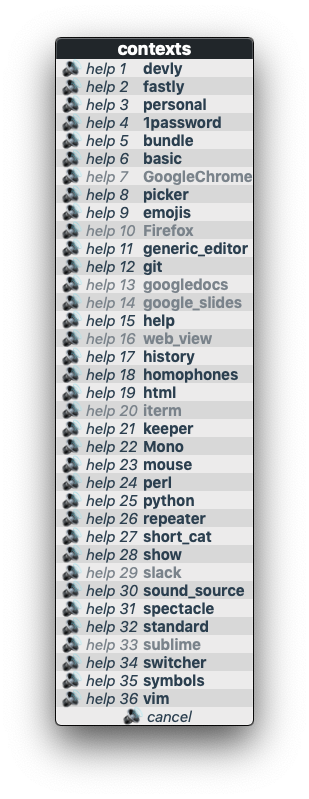 contexts
help 1 devly
help 2 fastly
help 3 personal
help 4 1password
help 5 bundle
help 6 basic
help 7 GoogleChrome
help 8 picker
help 9 emojis
help 10 Firefox
help 11 generic_editor
help 12 git
help 13 googledocs
help 14 google_slides
help 15 help
help 16 web_view
help 17 history
help 18 homophones
help 19 html
help 20 iterm
help 21 keeper
help 22 Mono
help 23 mouse
help 24 perl
help 25 python
help 26 repeater
help 27 short_cat
help 28 show
help 29 slack
help 30 sound_source
help 31 spectacle
help 32 standard
help 33 sublime
help 34 switcher
help 35 symbols
help 36 vim
cancel